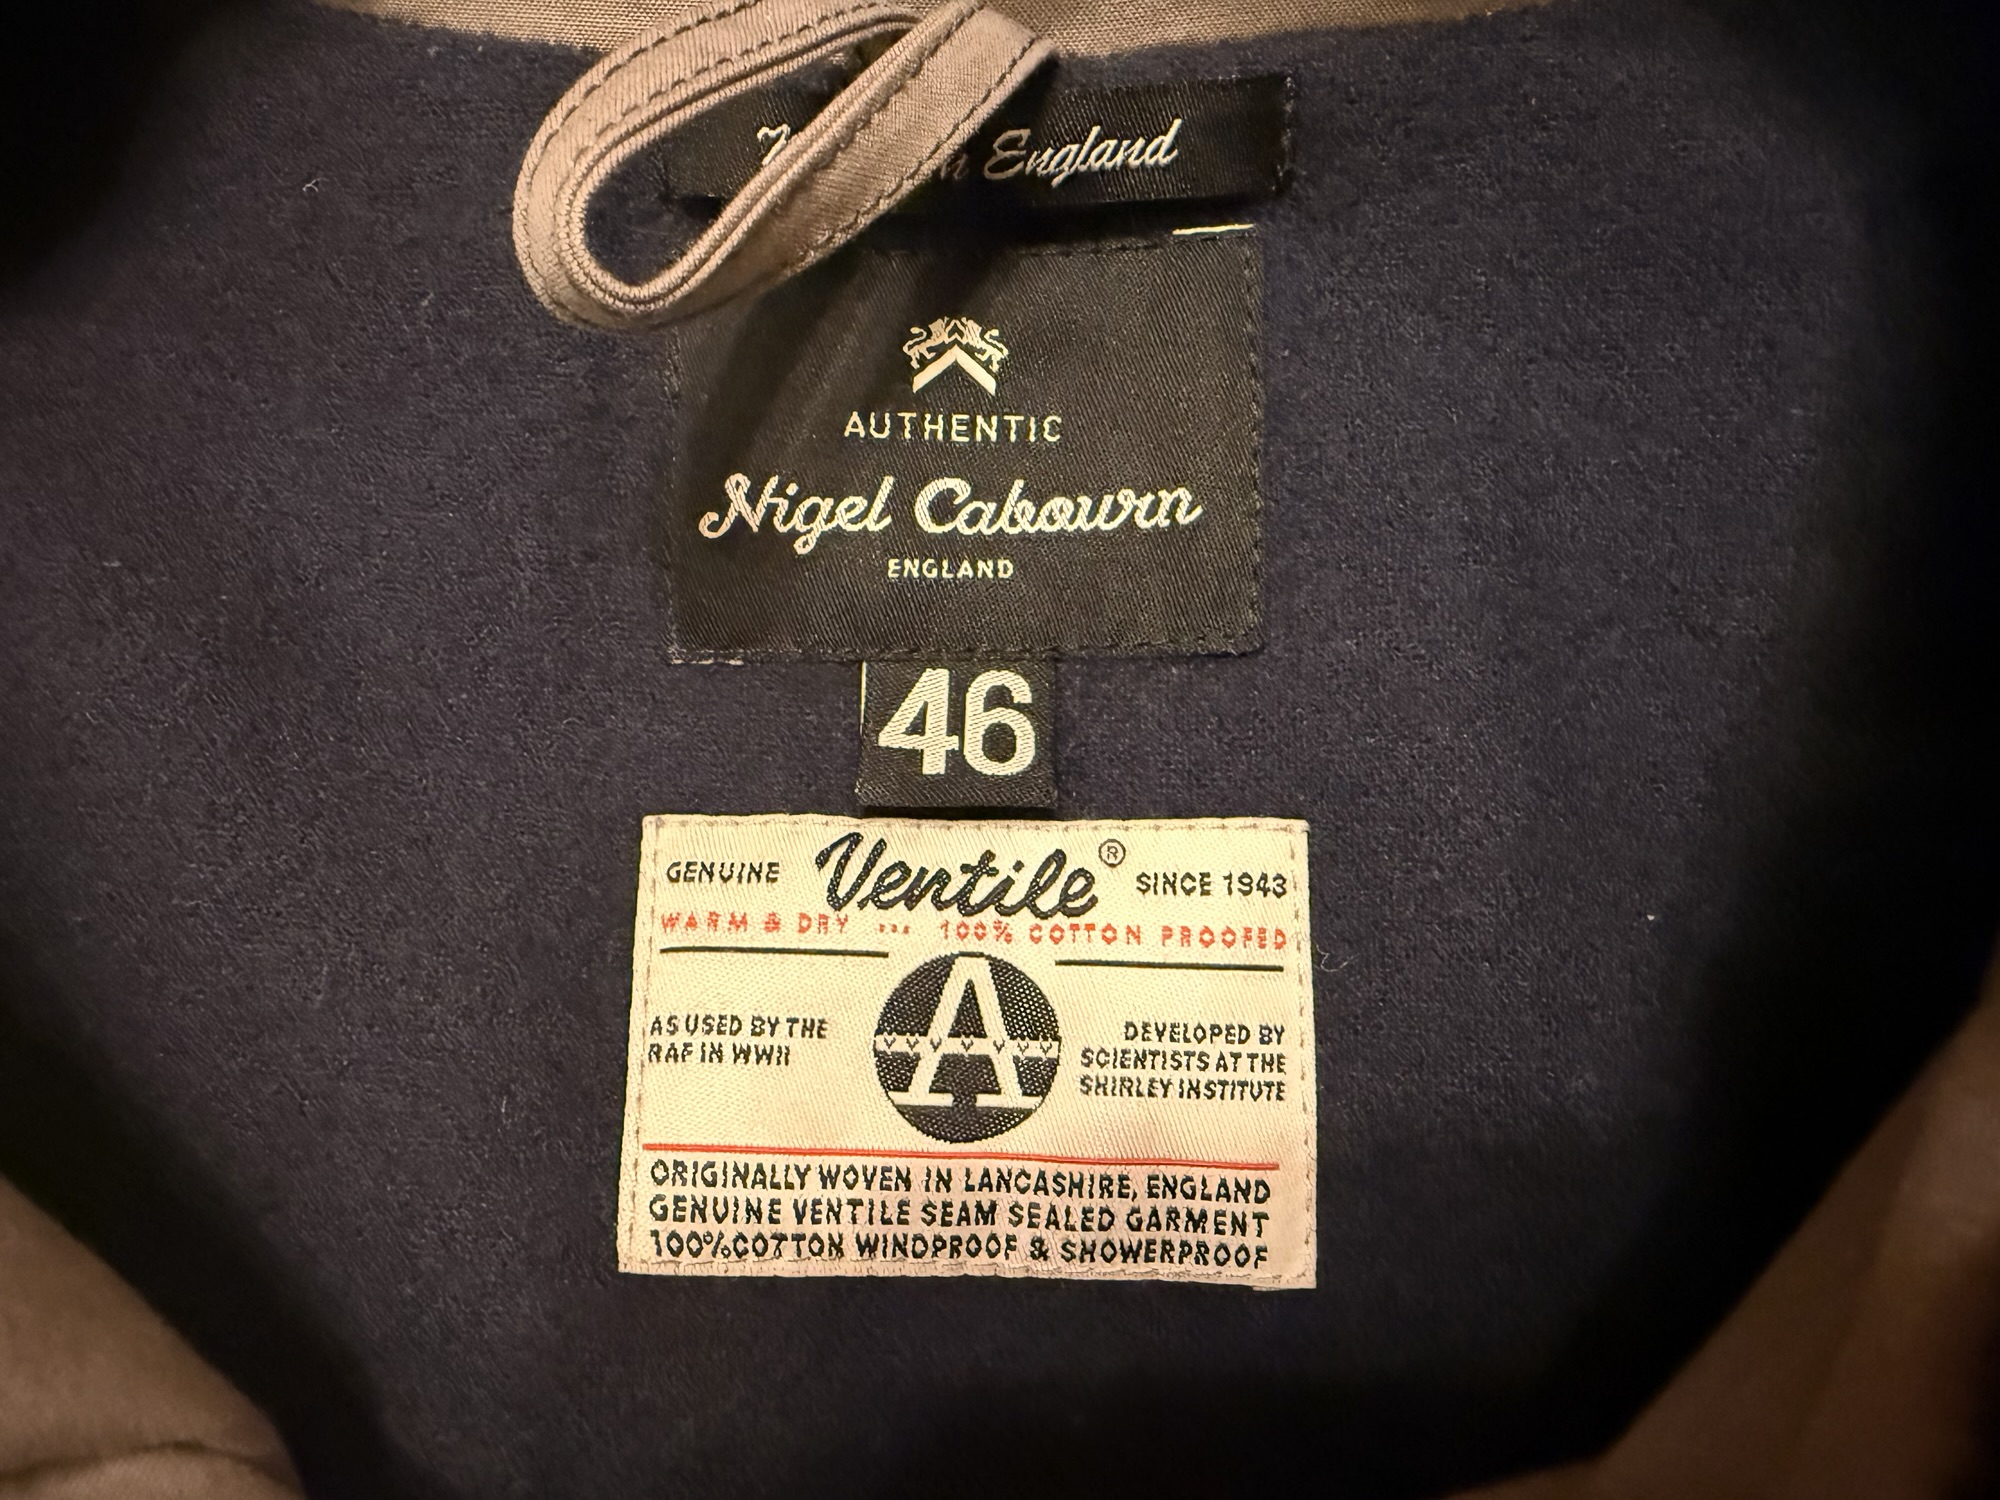 England
AUTHENTIC
Nigel Cabourn
ENGLAND
46
GENUINE Ventile® SINCE 1943
WARM & DRY ... 100% COTTON PROOFED
A
AS USED BY THE
RAF IN WWII
DEVELOPED BY
SCIENTISTS AT THE
SHIRLEY INSTITUTE
ORIGINALLY WOVEN IN LANCASHIRE, ENGLAND
GENUINE VENTILE SEAM SEALED GARMENT
100%COTTON WINDPROOF & SHOWERPROOF